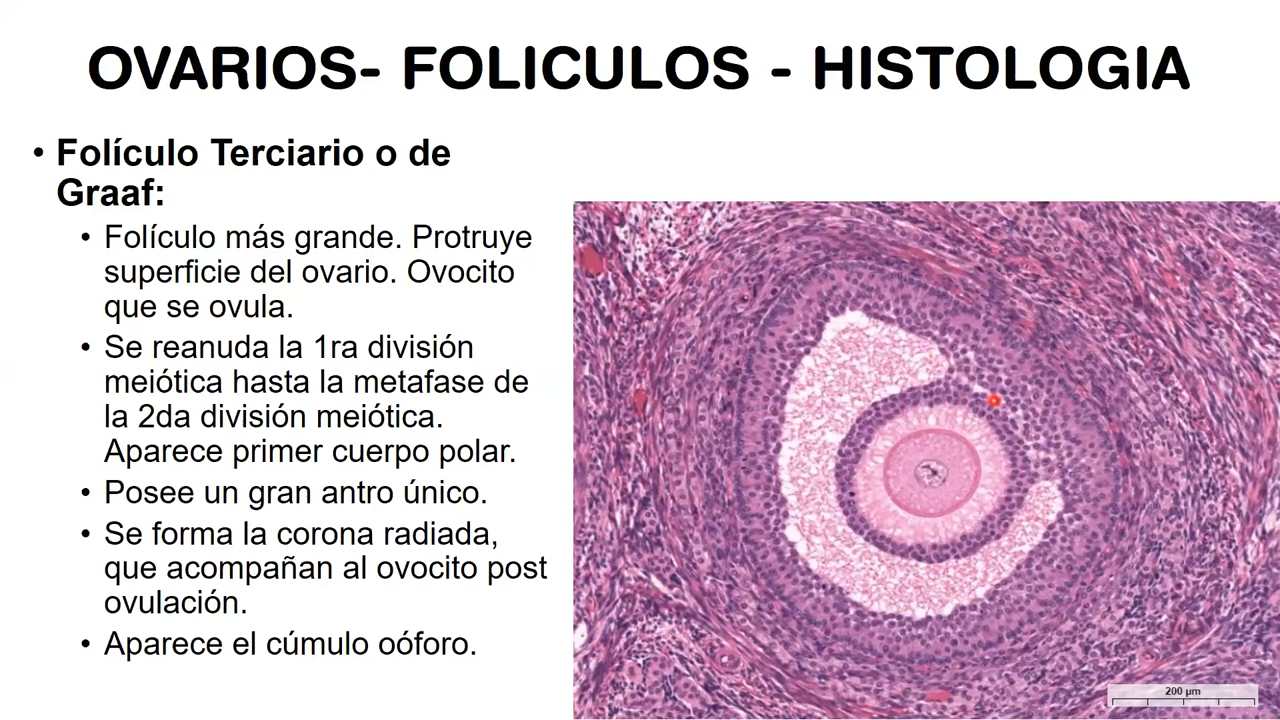 OVARIOS- FOLICULOS - HISTOLOGIA
• Folículo Terciario o de
Graaf:
• Folículo más grande. Protruye
superficie del ovario. Ovocito
que se ovula.
• Se reanuda la 1ra división
meiótica hasta la metafase de
la 2da división meiótica.
Aparece primer cuerpo polar.
• Posee un gran antro único.
• Se forma la corona radiada,
que acompañan al ovocito post
ovulación.
• Aparece el cúmulo oóforo.
200 µm